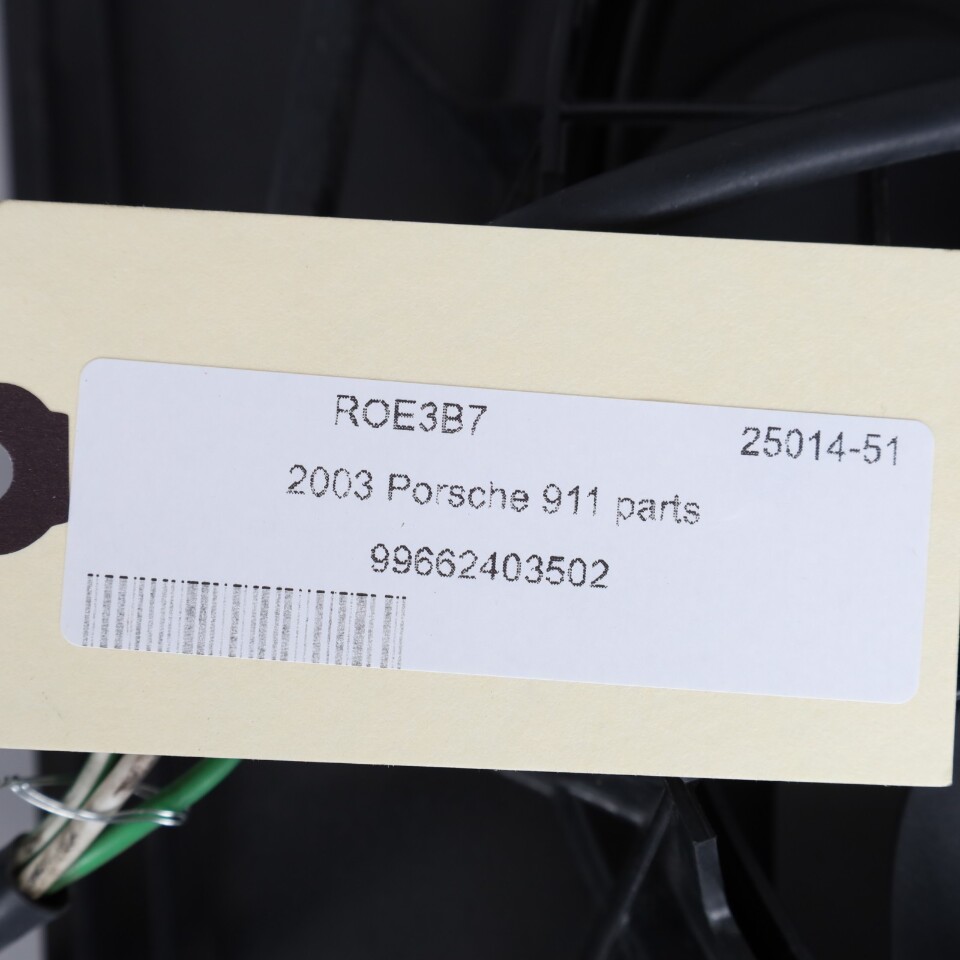 ROE3B7
25014-51
2003 Porsche 911 parts
99662403502